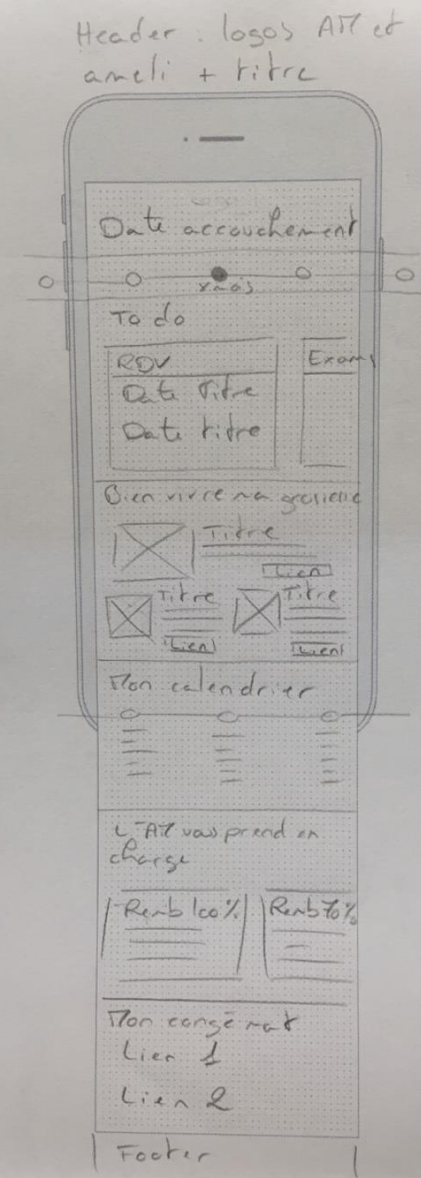 Header : logos AM et
ameli + titre
Date accouchement
x mois
To do
RDV
Exam
Date Titre
Date titre
Bien vivre ma grossesse
Titre
Lien
Titre
Titre
Lien
Lien
Mon calendrier
L'AM vous prend en
charge
Remb 100%
Remb 70%
Mon congé mat
Lien 1
Lien 2
Footer